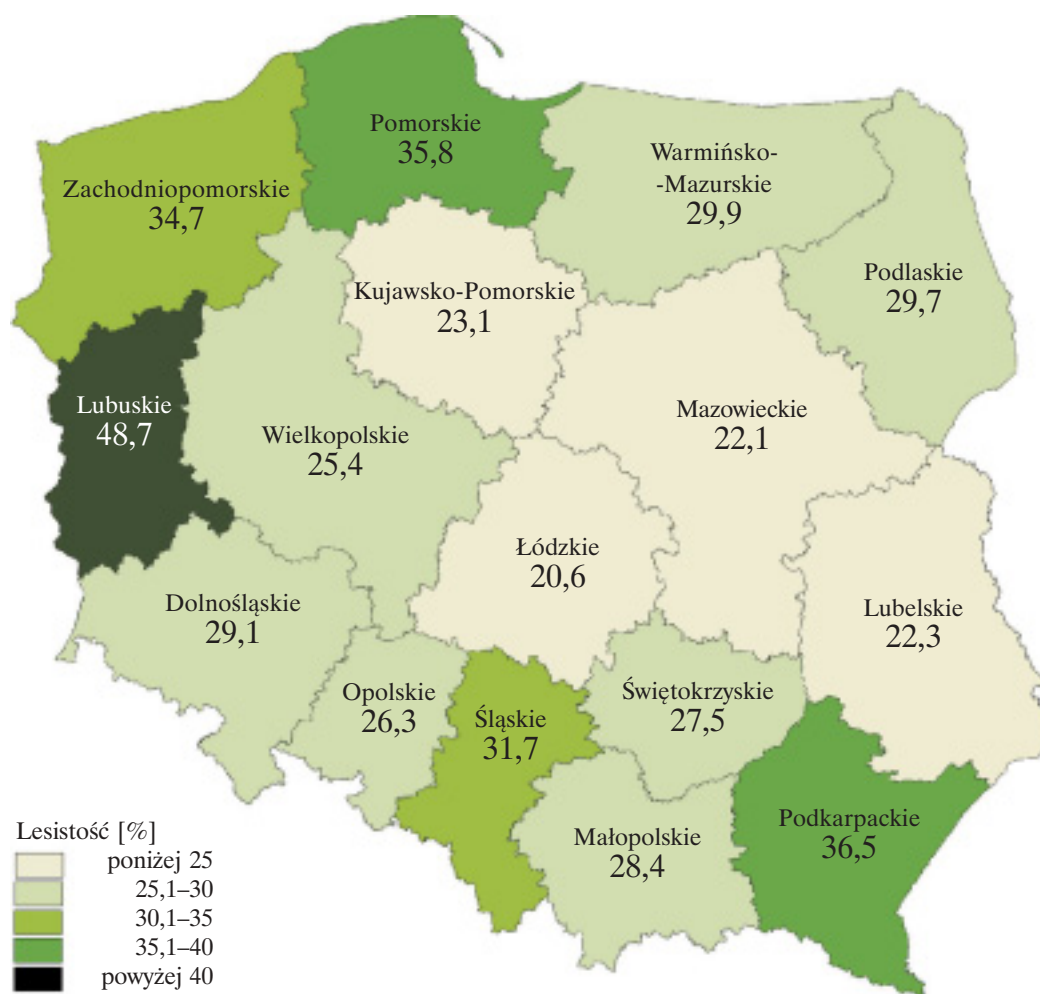 Pomorskie
35,8
Zachodniopomorskie
34,7
Warmińsko-
-Mazurskie
29,9
Podlaskie
29,7
Kujawsko-Pomorskie
23,1
Lubuskie
48,7
Wielkopolskie
25,4
Mazowieckie
22,1
Łódzkie
20,6
Dolnośląskie
29,1
Lubelskie
22,3
Opolskie
26,3
Śląskie
31,7
Świętokrzyskie
27,5
Małopolskie
28,4
Podkarpackie
36,5
Lesistość [%]
poniżej 25
25,1–30
30,1–35
35,1–40
powyżej 40